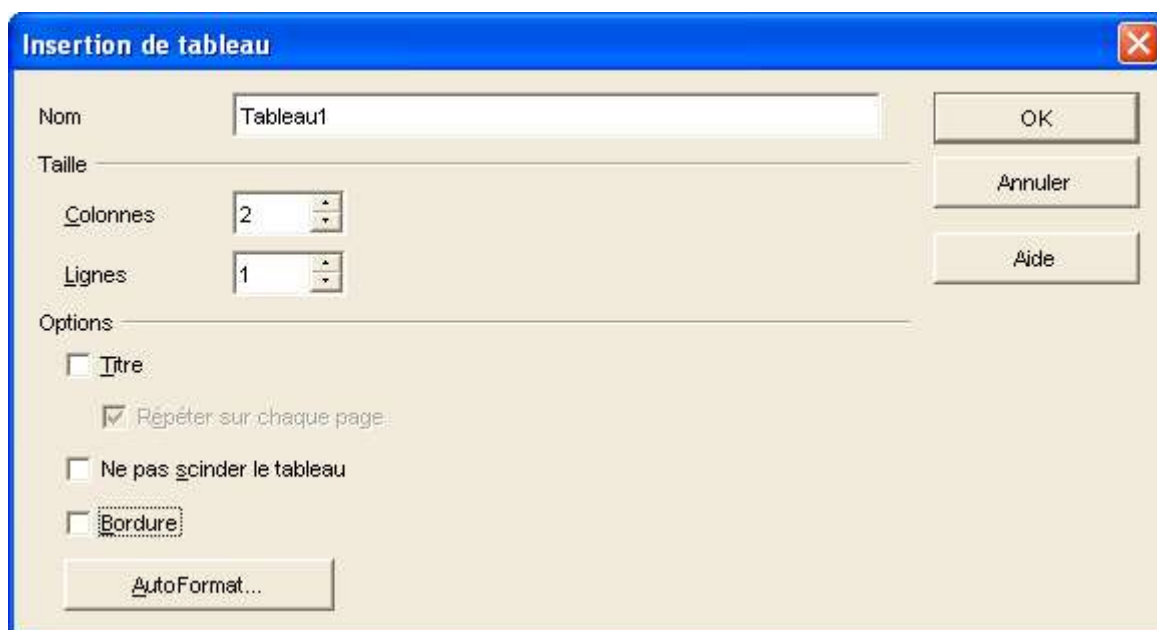 Insertion de tableau
Nom Tableau1 OK
Taille
Annuler
Colonnes 2
Lignes 1 Aide
Options
Titre
Répéter sur chaque page
Ne pas scinder le tableau
Bordure
AutoFormat...